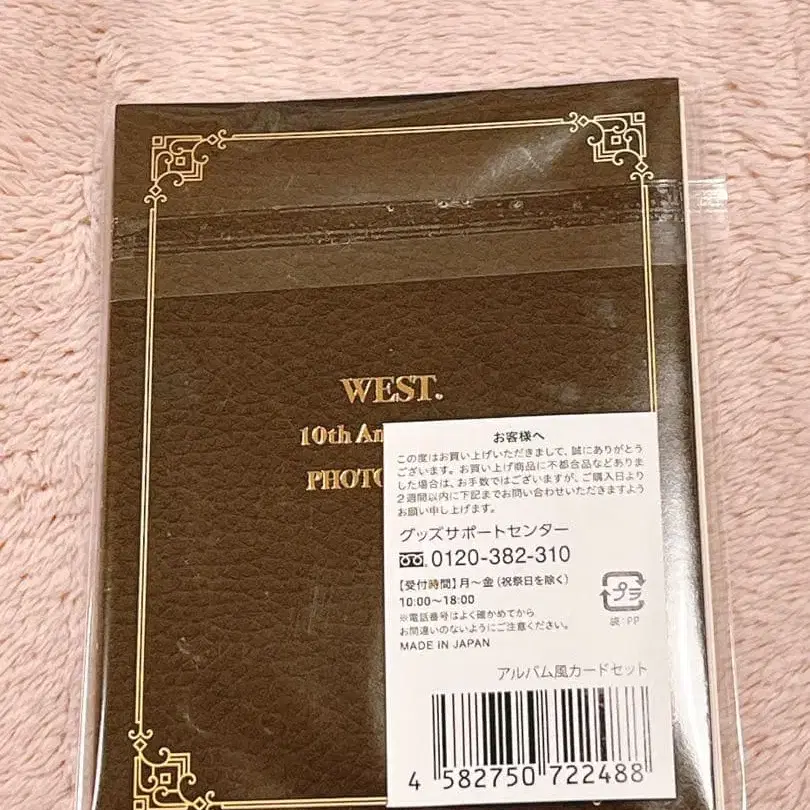 WEST.
10th An
PHOTO
お客様へ
この度はお買い上げいただきまして、誠にありがとう
ございます。お買い上げ商品に不都合品などありま
した場合は、お手数ではございますが、ご購入日より
2週間以内に下記までお問い合わせいただきますよう
お願い申し上げます。
グッズサポートセンター
0120-382-310
【受付時間】月～金(祝祭日を除く)
10:00～18:00
※電話番号はよく確かめてから
お間違いのないようにご注意ください。
MADE IN JAPAN
プラ
袋:PP
アルバム風カードセット
4 582750 722488